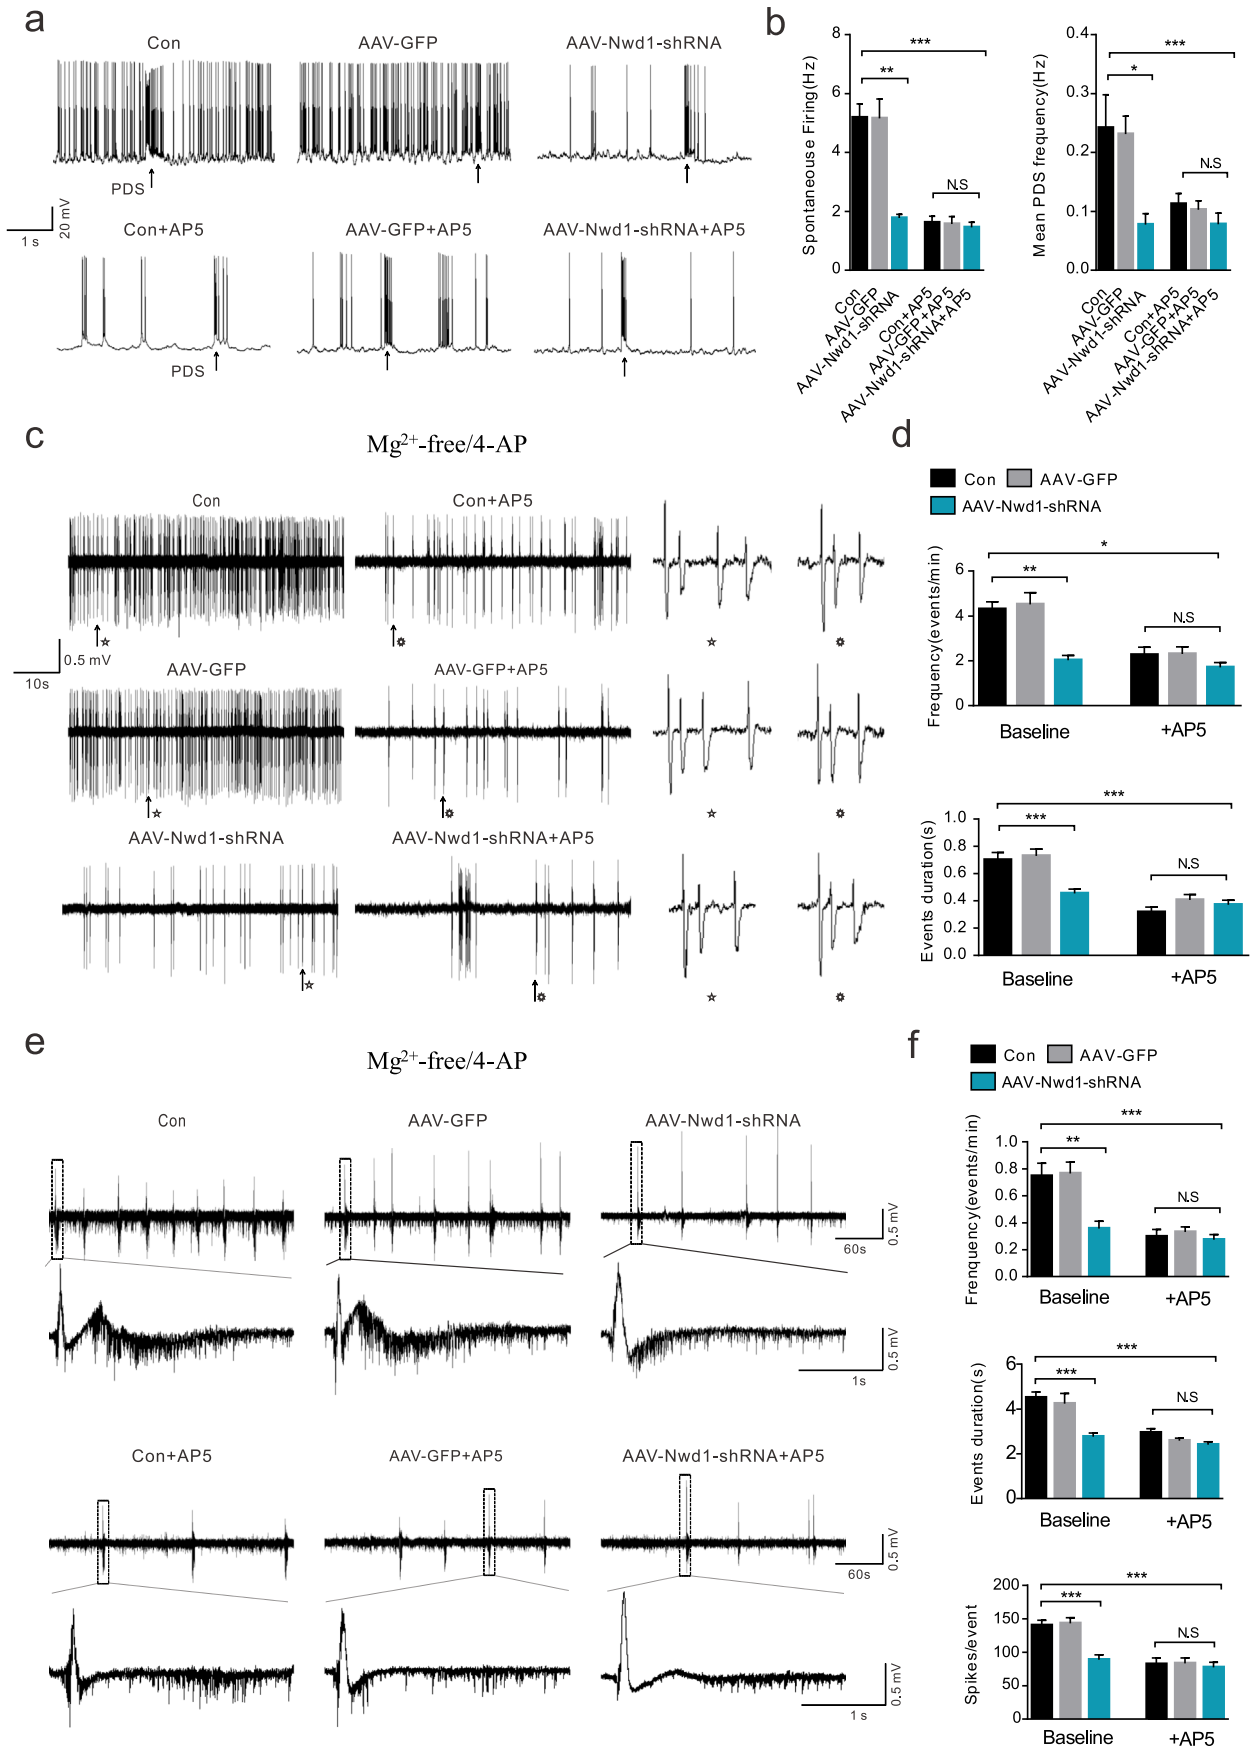 a
Con
AAV-GFP
AAV-Nwd1-shRNA
PDS
1 s
20 mV
Con+AP5
AAV-GFP+AP5
AAV-Nwd1-shRNA+AP5
PDS
b
Spontaneouse Firing(Hz)
8
6
4
2
0
***
**
N.S
Con
AAV-GFP
AAV-Nwd1-shRNA
Con+AP5
AAV-GFP+AP5
AAV-Nwd1-shRNA+AP5
Mean PDS frequency(Hz)
0.4
0.3
0.2
0.1
0.0
***
*
N.S
Con
AAV-GFP
AAV-Nwd1-shRNA
Con+AP5
AAV-GFP+AP5
AAV-Nwd1-shRNA+AP5
c
Mg2+-free/4-AP
Con
Con+AP5
0.5 mV
10s
AAV-GFP
AAV-GFP+AP5
AAV-Nwd1-shRNA
AAV-Nwd1-shRNA+AP5
d
Con
AAV-GFP
AAV-Nwd1-shRNA
Frequency(events/min)
6
4
2
0
*
**
N.S
Baseline
+AP5
Events duration(s)
1.0
0.8
0.6
0.4
0.2
0.0
***
***
N.S
Baseline
+AP5
e
Mg2+-free/4-AP
Con
AAV-GFP
AAV-Nwd1-shRNA
60s
0.5 mV
1s
0.5 mV
Con+AP5
AAV-GFP+AP5
AAV-Nwd1-shRNA+AP5
60s
0.5 mV
1 s
0.5 mV
f
Con
AAV-GFP
AAV-Nwd1-shRNA
Frenquency(events/min)
1.0
0.8
0.6
0.4
0.2
0.0
***
**
N.S
Baseline
+AP5
Events duration(s)
6
4
2
0
***
***
N.S
Baseline
+AP5
Spikes/event
200
150
100
50
0
***
***
N.S
Baseline
+AP5